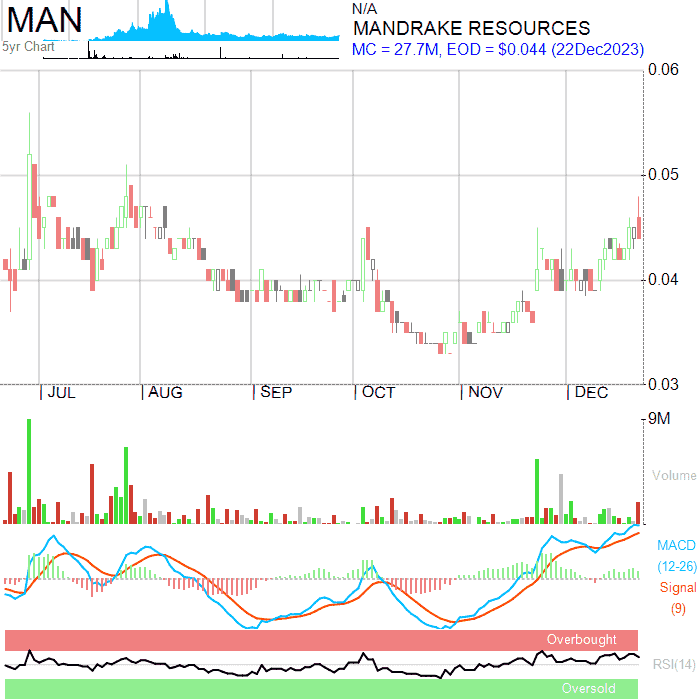 MAN
5yr Chart
N/A
MANDRAKE RESOURCES
MC = 27.7M, EOD = $0.044 (22Dec2023)
0.06
0.05
0.04
0.03
JUL AUG SEP OCT NOV DEC
9M
Volume
MACD
(12-26)
Signal
(9)
Overbought
RSI(14)
Oversold